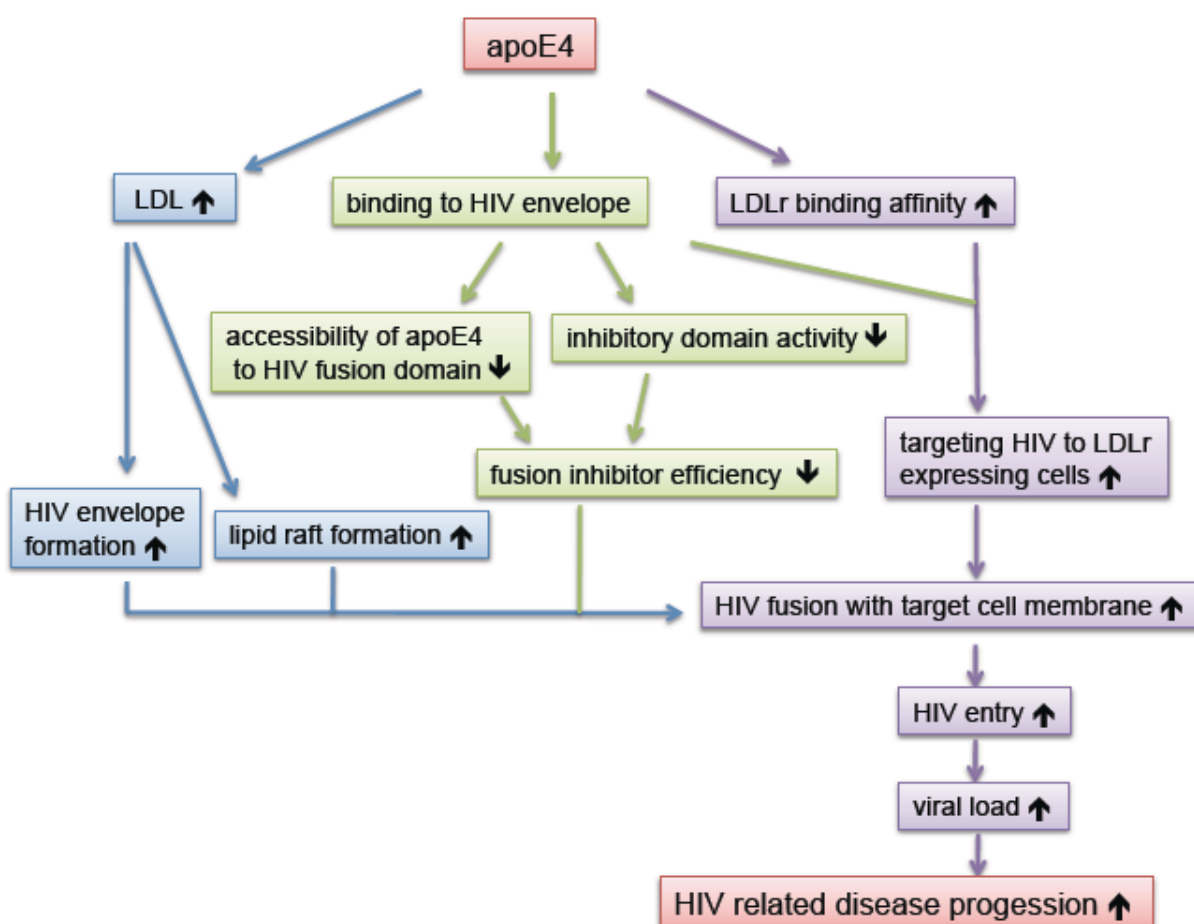 apoE4
LDL ↑
binding to HIV envelope
LDLr binding affinity ↑
accessibility of apoE4
to HIV fusion domain ↓
inhibitory domain activity ↓
targeting HIV to LDLr
expressing cells ↑
fusion inhibitor efficiency ↓
HIV envelope
formation ↑
lipid raft formation ↑
HIV fusion with target cell membrane ↑
HIV entry ↑
viral load ↑
HIV related disease progession ↑